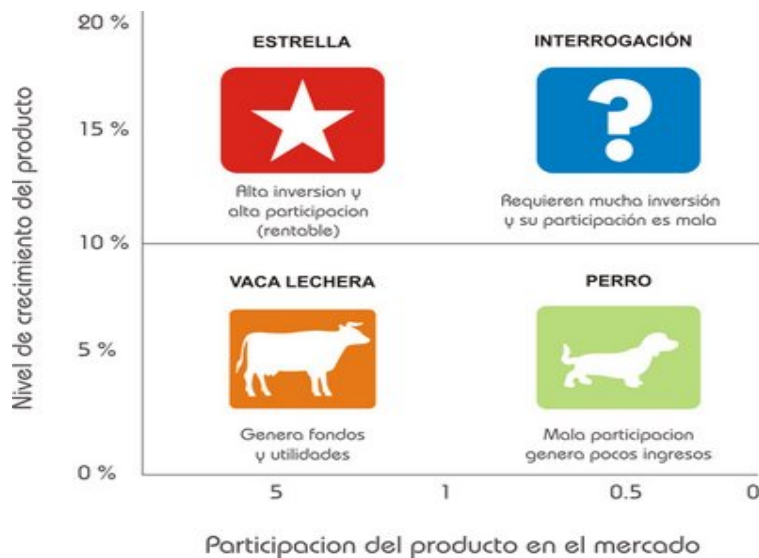 20 %
ESTRELLA
INTERROGACIÓN
?
15 %
Alta inversion y
alta participacion
(rentable)
Requieren mucha inversión
y su participación es mala
10 %
VACA LECHERA
PERRO
5 %
Genera fondos
y utilidades
Mala participacion
genera pocos ingresos
0 %
5
1
0.5
0
Nivel de crecimiento del producto
Participacion del producto en el mercado